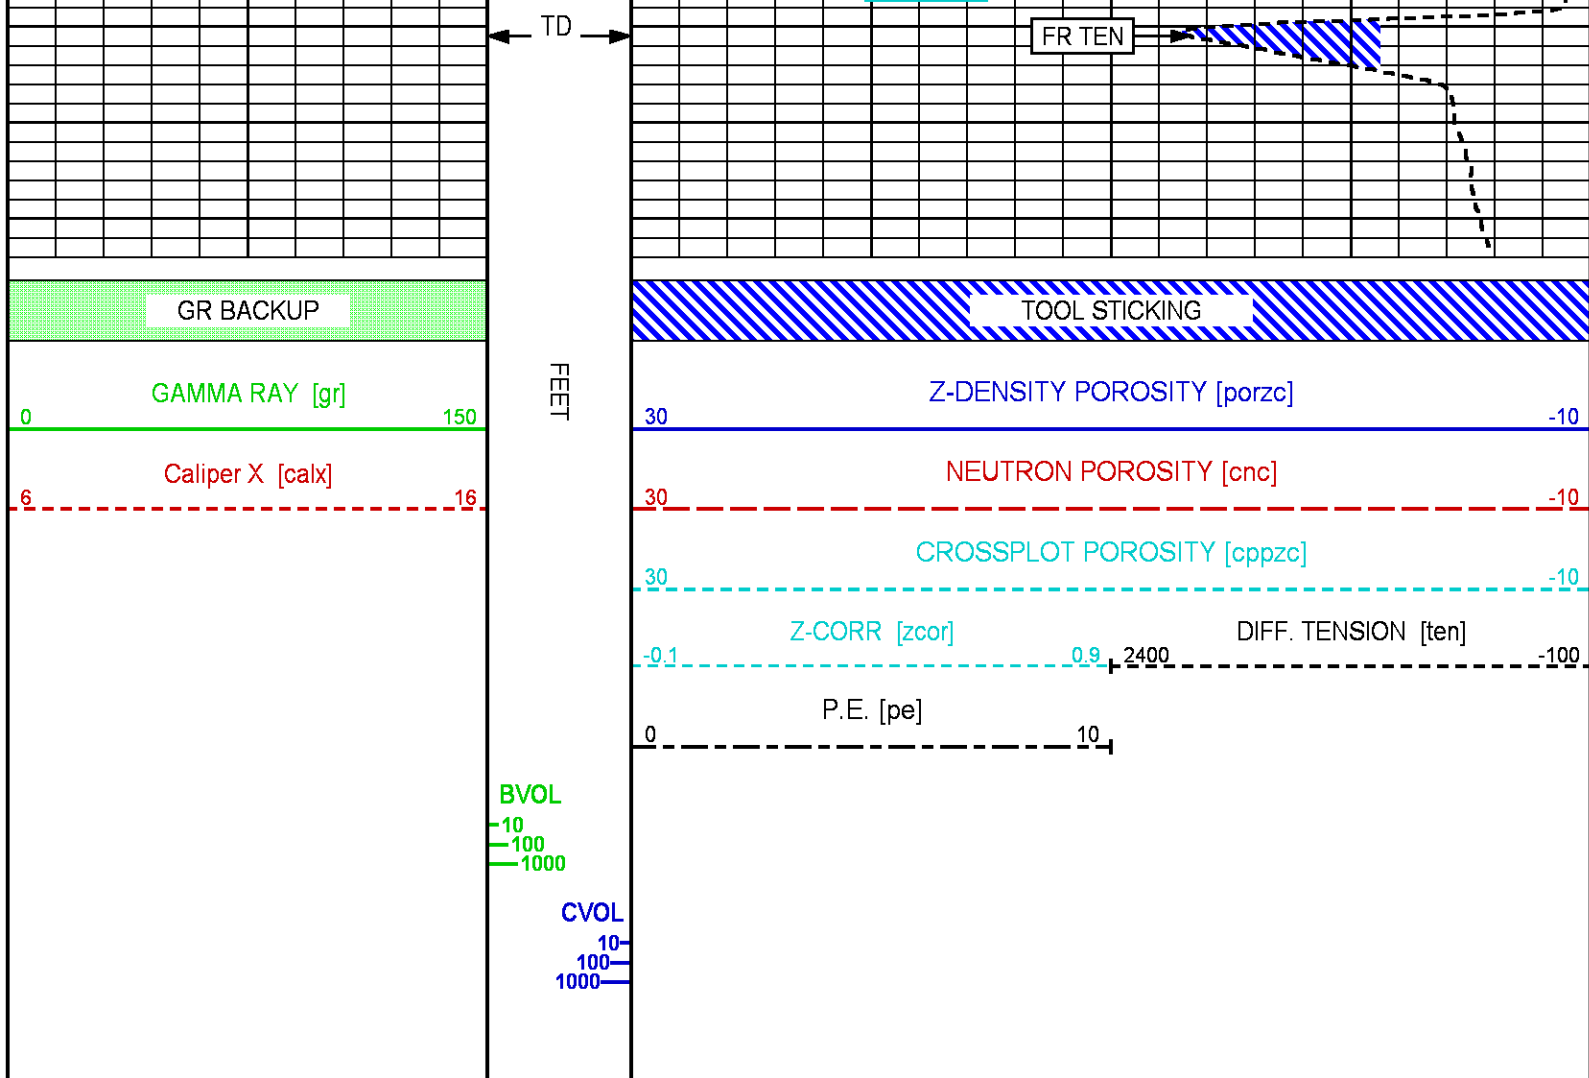 TD
FR TEN
GR BACKUP
TOOL STICKING
FEET
GAMMA RAY [gr]
0 150
Z-DENSITY POROSITY [porzc]
30 -10
Caliper X [calx]
6 16
NEUTRON POROSITY [cnc]
30 -10
CROSSPLOT POROSITY [cppzc]
30 -10
Z-CORR [zcor]
-0.1 0.9
DIFF. TENSION [ten]
2400 -100
P.E. [pe]
0 10
BVOL
10
100
1000
CVOL
10
100
1000